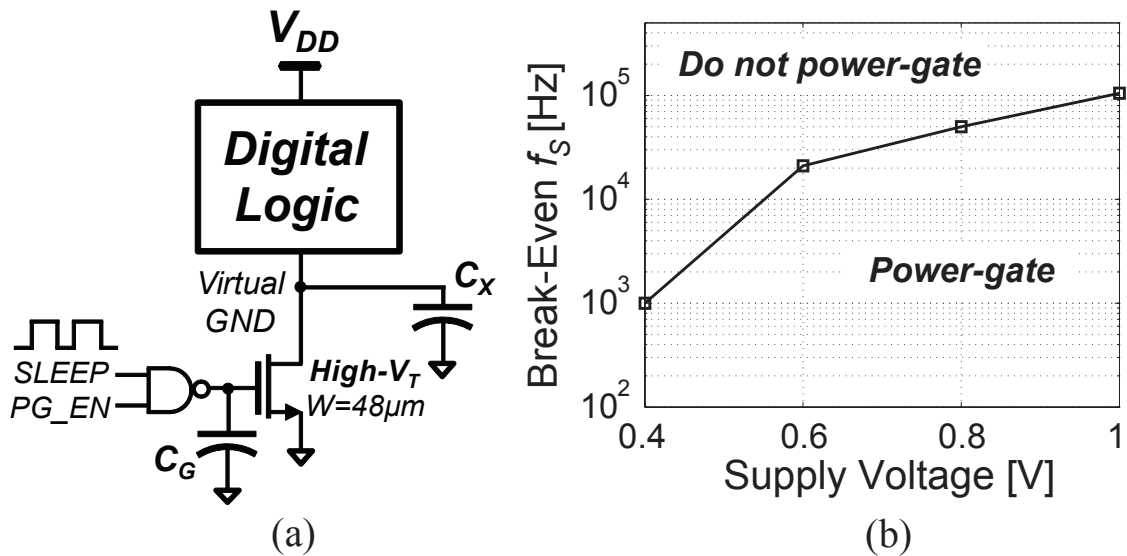 V_DD
Digital
Logic
Virtual
GND
C_X
SLEEP
PG_EN
High-V_T
W=48μm
C_G
(a)
Break-Even f_S [Hz]
10^5
10^4
10^3
10^2
Do not power-gate
Power-gate
0.4 0.6 0.8 1
Supply Voltage [V]
(b)